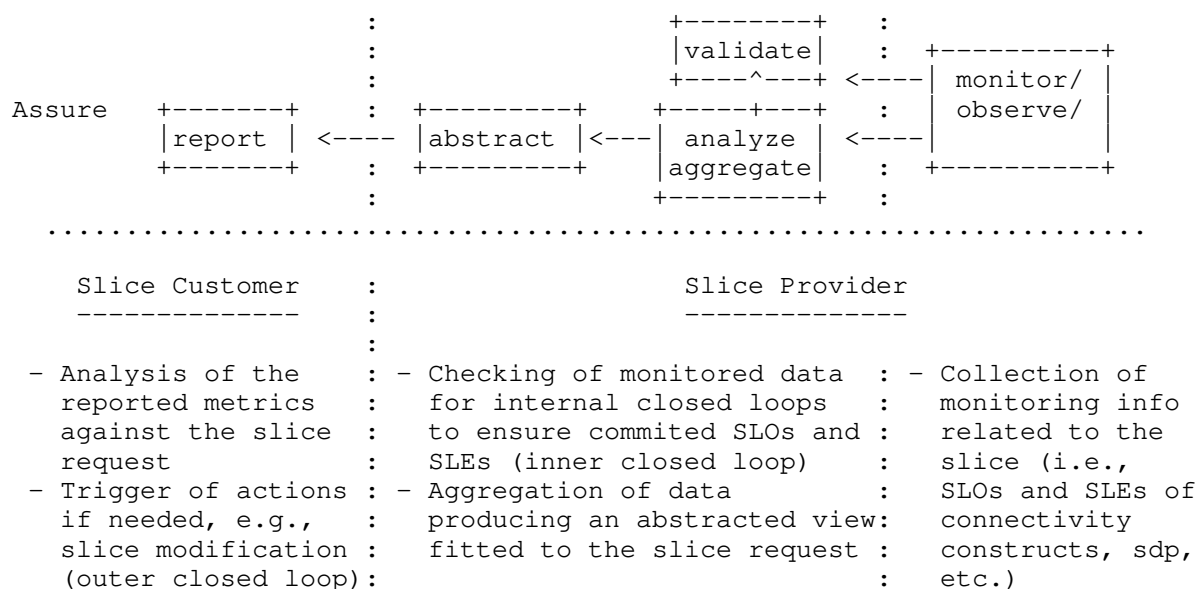 :                  +--------+    :
                       :                  |validate|    :  +----------+
                       :                  +----^---+ <----| monitor/ |
Assure    +-------+    :  +---------+    +-----+---+    :  | observe/ |
          |report | <---- |abstract |<---| analyze | <----|          |
          +-------+    :  +---------+    |aggregate|    :  +----------+
                       :                 +---------+    :
  .....................................................................

    Slice Customer     :                   Slice Provider
    --------------     :                   --------------
                       :                                :
 - Analysis of the     : - Checking of monitored data  : - Collection of
   reported metrics    :   for internal closed loops   :   monitoring info
   against the slice   :   to ensure commited SLOs and :   related to the
   request             :   SLEs (inner closed loop)    :   slice (i.e.,
 - Trigger of actions : - Aggregation of data         :   SLOs and SLEs of
   if needed, e.g.,    :   producing an abstracted view:   connectivity
   slice modification :   fitted to the slice request :   constructs, sdp,
   (outer closed loop):                                :   etc.)